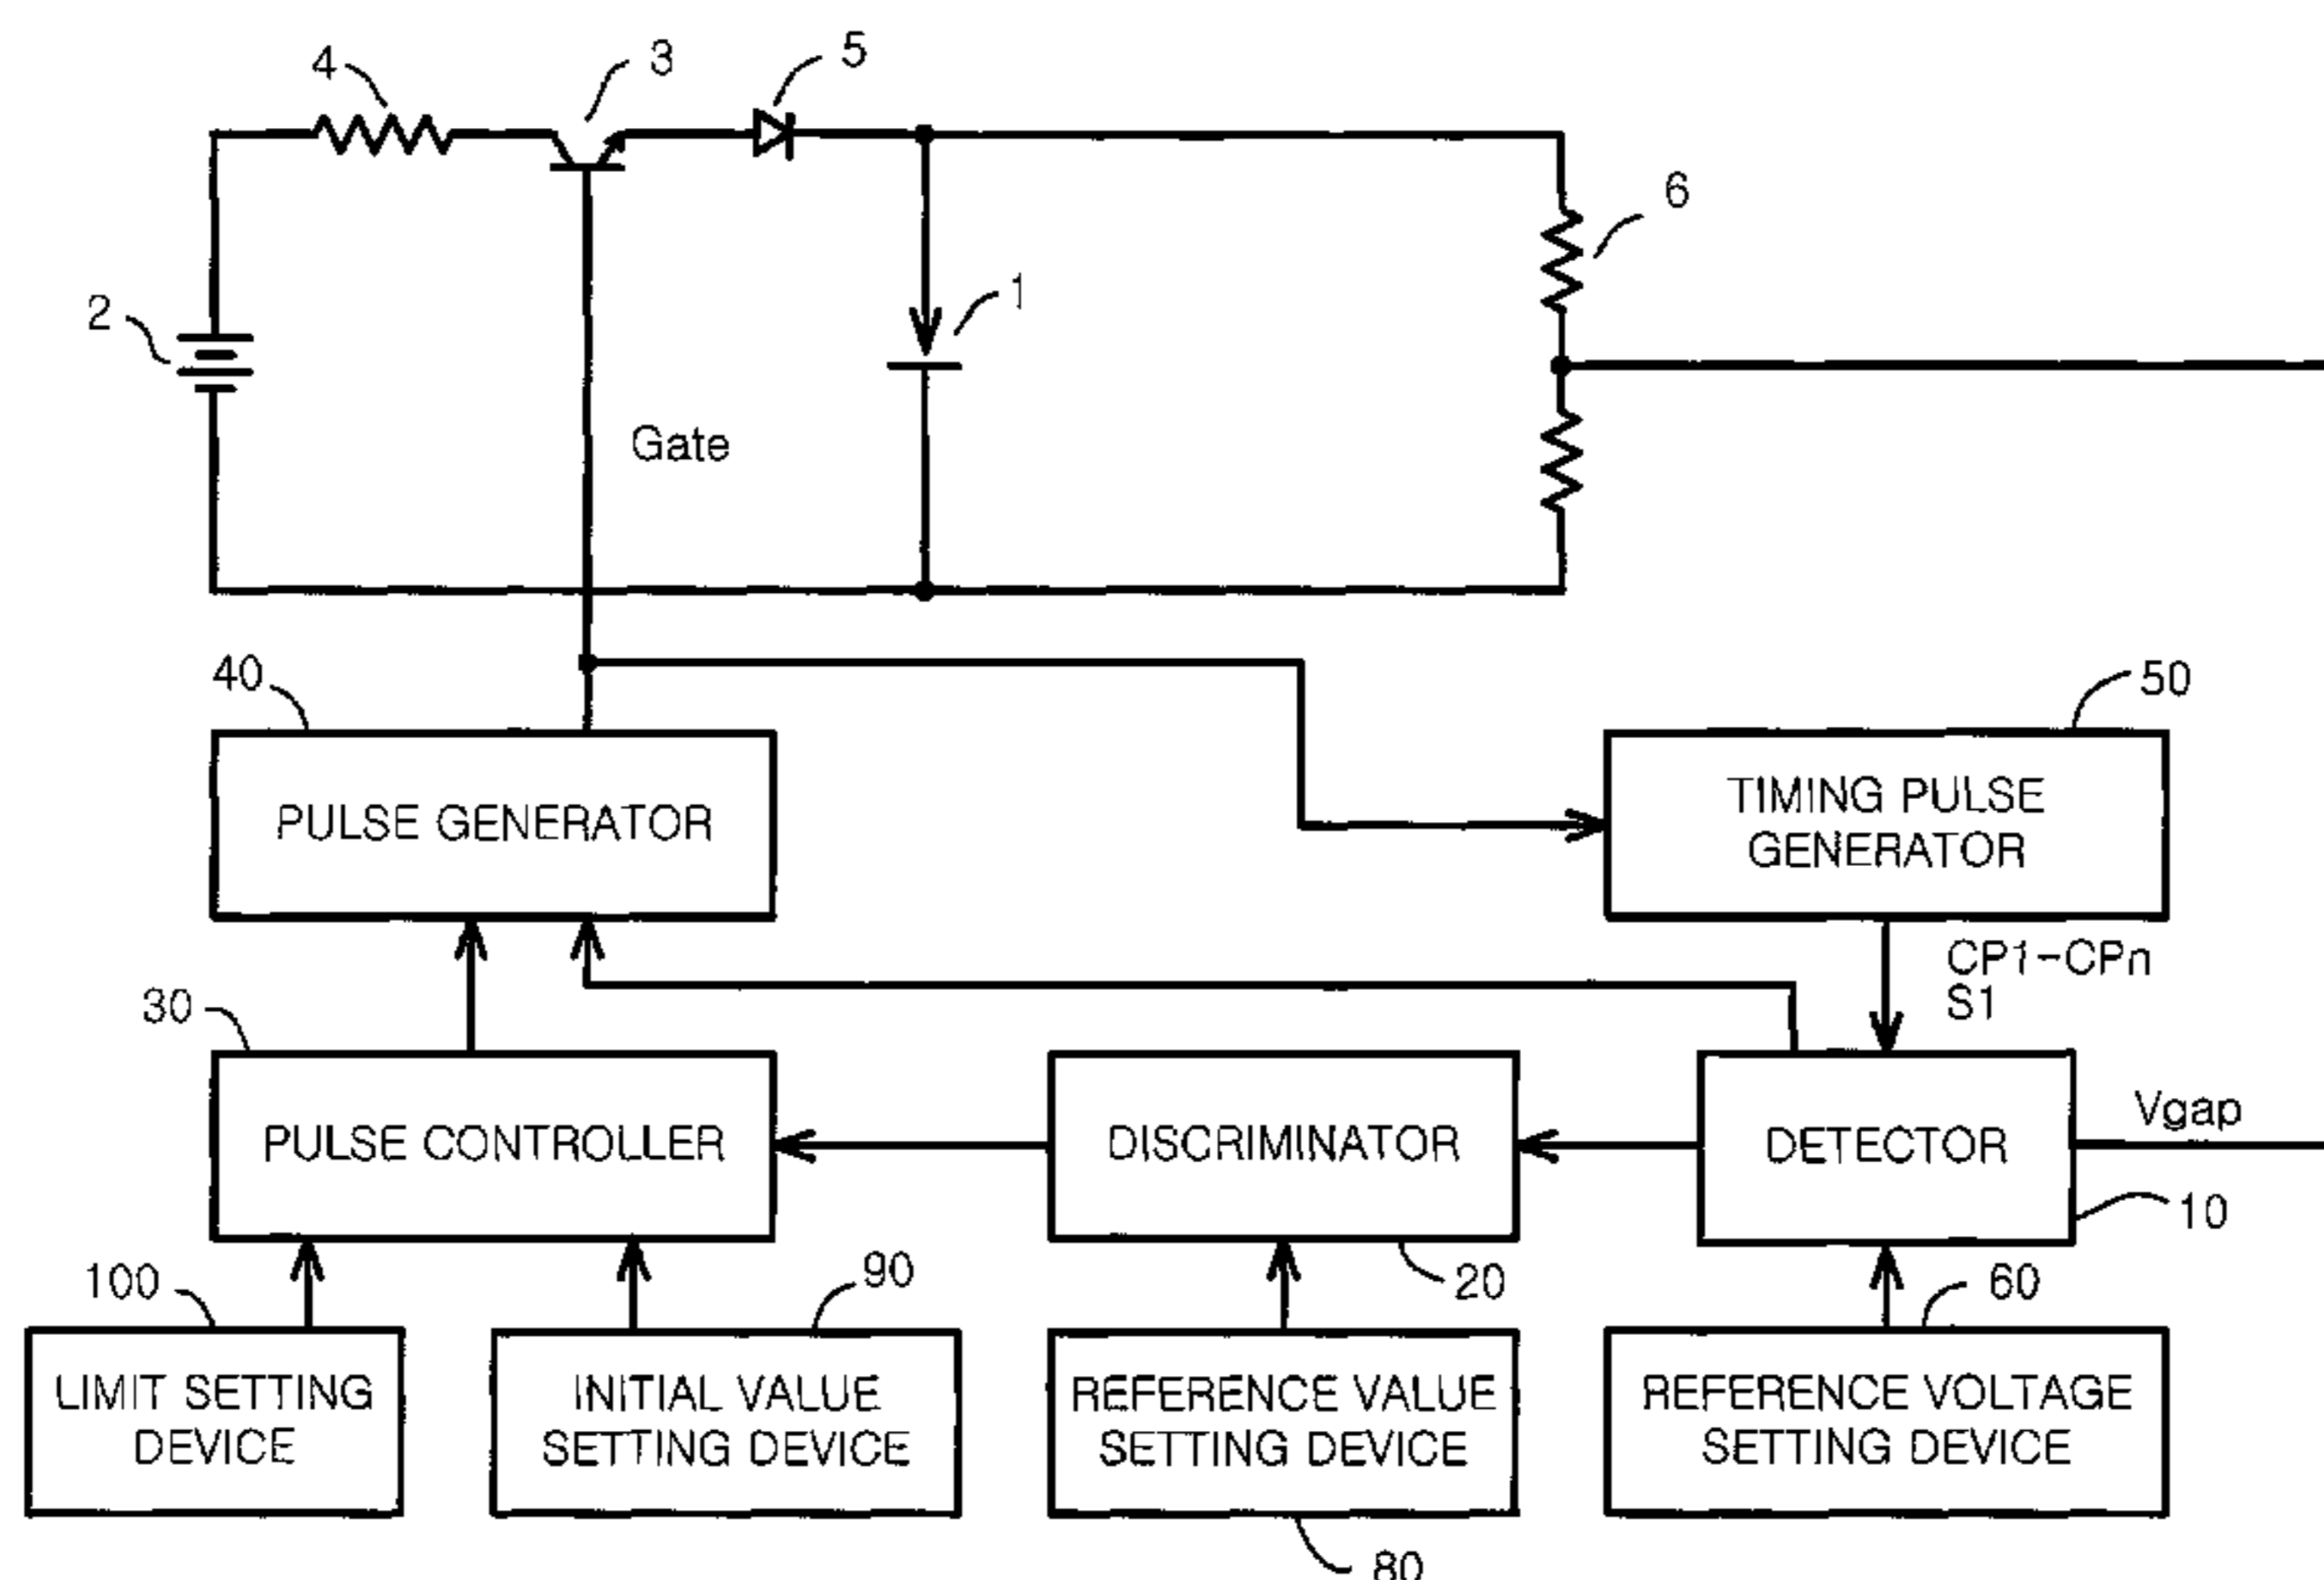 4
3
5
6
2
1
Gate
40
50
PULSE GENERATOR
TIMING PULSE
GENERATOR
CP1-CPn
S1
30
PULSE CONTROLLER
DISCRIMINATOR
DETECTOR
Vgap
10
100
90
20
60
LIMIT SETTING
DEVICE
INITIAL VALUE
SETTING DEVICE
REFERENCE VALUE
SETTING DEVICE
REFERENCE VOLTAGE
SETTING DEVICE
80